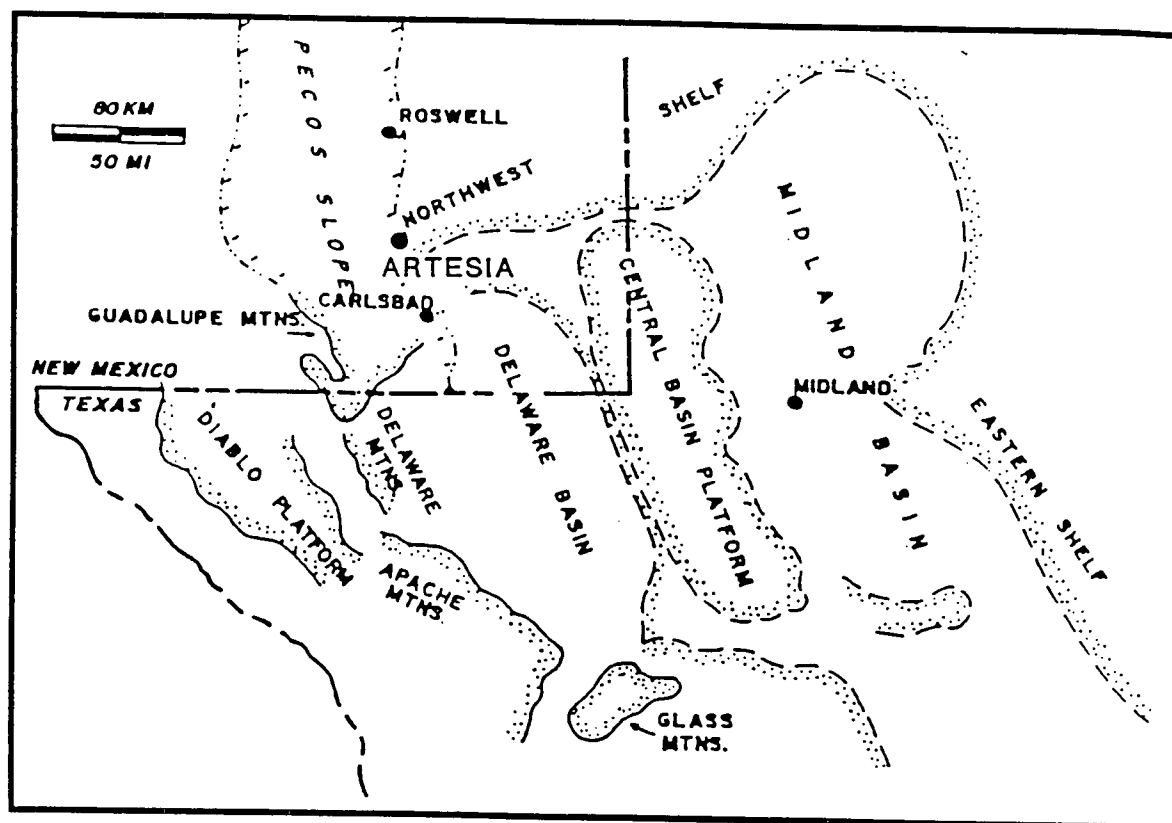 PECOS SLOPE
80 KM
50 MI
ROSWELL
NORTHWEST
SHELF
ARTESIA
CARLSBAD
GUADALUPE MTNS.
NEW MEXICO
TEXAS
DIABLO PLATFORM
DELAWARE
MTNS.
APACHE
MTNS.
DELAWARE BASIN
CENTRAL BASIN PLATFORM
MIDLAND BASIN
MIDLAND
EASTERN SHELF
GLASS
MTNS.